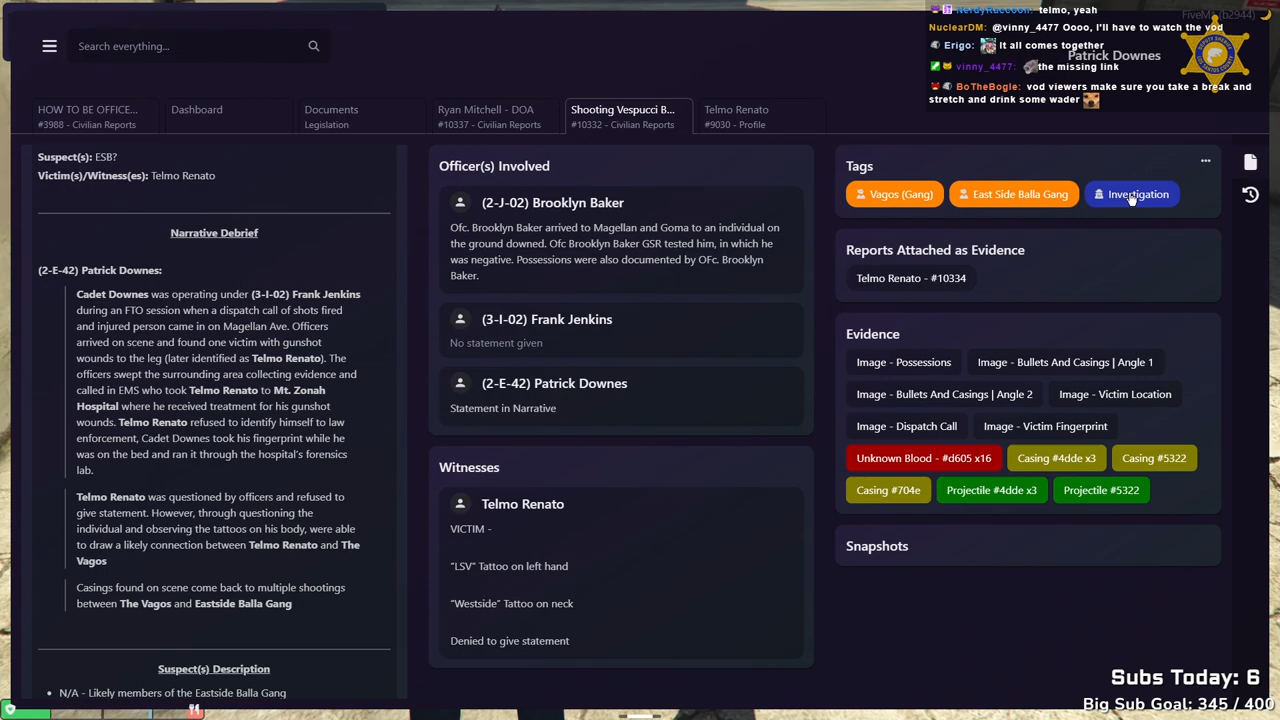 NerdyRaccoon: telmo, yeah
FiveM® (b2944)
NuclearDM: @vinny_4477 Oooo, I'll have to watch the vod
Erigo: It all comes together
vinny_4477: the missing link
Patrick Downes
BoTheBogle: vod viewers make sure you take a break and
stretch and drink some wader
Search everything...
HOW TO BE OFFICE...
#3988 - Civilian Reports
Dashboard
Documents
Legislation
Ryan Mitchell - DOA
#10337 - Civilian Reports
Shooting Vespucci B...
#10332 - Civilian Reports
Telmo Renato
#9030 - Profile
Suspect(s): ESB?
Victim(s)/Witness(es): Telmo Renato
Narrative Debrief
(2-E-42) Patrick Downes:
Cadet Downes was operating under (3-I-02) Frank Jenkins
during an FTO session when a dispatch call of shots fired
and injured person came in on Magellan Ave. Officers
arrived on scene and found one victim with gunshot
wounds to the leg (later identified as Telmo Renato). The
officers swept the surrounding area collecting evidence and
called in EMS who took Telmo Renato to Mt. Zonah
Hospital where he received treatment for his gunshot
wounds. Telmo Renato refused to identify himself to law
enforcement, Cadet Downes took his fingerprint while he
was on the bed and ran it through the hospital's forensics
lab.
Telmo Renato was questioned by officers and refused to
give statement. However, through questioning the
individual and observing the tattoos on his body, were able
to draw a likely connection between Telmo Renato and The
Vagos
Casings found on scene come back to multiple shootings
between The Vagos and Eastside Balla Gang
Suspect(s) Description
N/A - Likely members of the Eastside Balla Gang
Officer(s) Involved
(2-J-02) Brooklyn Baker
Ofc. Brooklyn Baker arrived to Magellan and Goma to an individual on
the ground downed. Ofc Brooklyn Baker GSR tested him, in which he
was negative. Possessions were also documented by OFc. Brooklyn
Baker.
(3-I-02) Frank Jenkins
No statement given
(2-E-42) Patrick Downes
Statement in Narrative
Witnesses
Telmo Renato
VICTIM -
"LSV" Tattoo on left hand
"Westside" Tattoo on neck
Denied to give statement
Tags
Vagos (Gang)
East Side Balla Gang
Investigation
Reports Attached as Evidence
Telmo Renato - #10334
Evidence
Image - Possessions
Image - Bullets And Casings | Angle 1
Image - Bullets And Casings | Angle 2
Image - Victim Location
Image - Dispatch Call
Image - Victim Fingerprint
Unknown Blood - #d605 x16
Casing #4dde x3
Casing #5322
Casing #704e
Projectile #4dde x3
Projectile #5322
Snapshots
Subs Today: 6
Big Sub Goal: 345 / 400